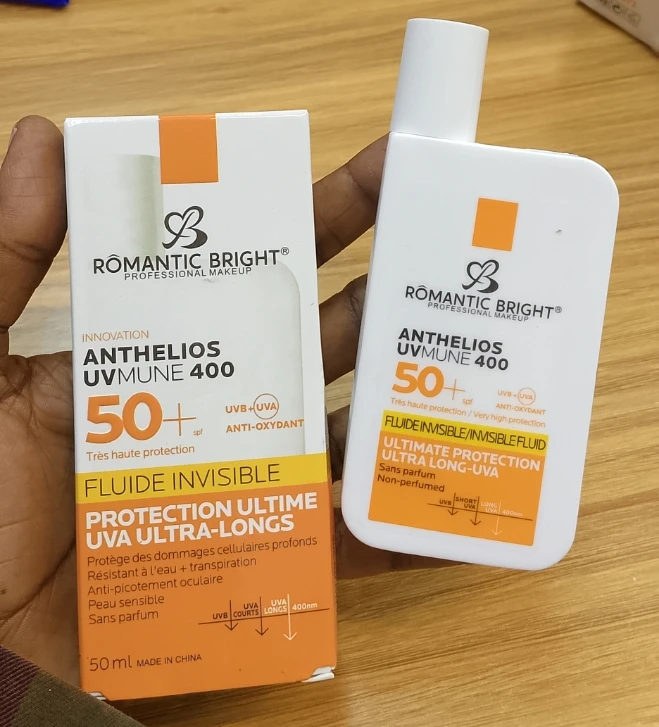 RÔMANTIC BRIGHT®
PROFESSIONAL MAKEUP
INNOVATION
ANTHELIOS
UVMUNE 400
50+ spf
UVB+UVA
ANTI-OXYDANT
Très haute protection
FLUIDE INVISIBLE
PROTECTION ULTIME
UVA ULTRA-LONGS
Protège des dommages cellulaires profonds
Résistant à l'eau + transpiration
Anti-picotement oculaire
Peau sensible
Sans parfum
UVB
UVA COURTS
UVA LONGS
400nm
50 ml MADE IN CHINA
RÔMANTIC BRIGHT®
PROFESSIONAL MAKEUP
ANTHELIOS
UVMUNE 400
50+ spf
UVB+UVA
ANTI-OXYDANT
Très haute protection / Very high protection
FLUIDE INVISIBLE/INVISIBLE FLUID
ULTIMATE PROTECTION
ULTRA LONG-UVA
Sans parfum
Non-perfumed
UVB
SHORT UVA
LONG UVA
400nm